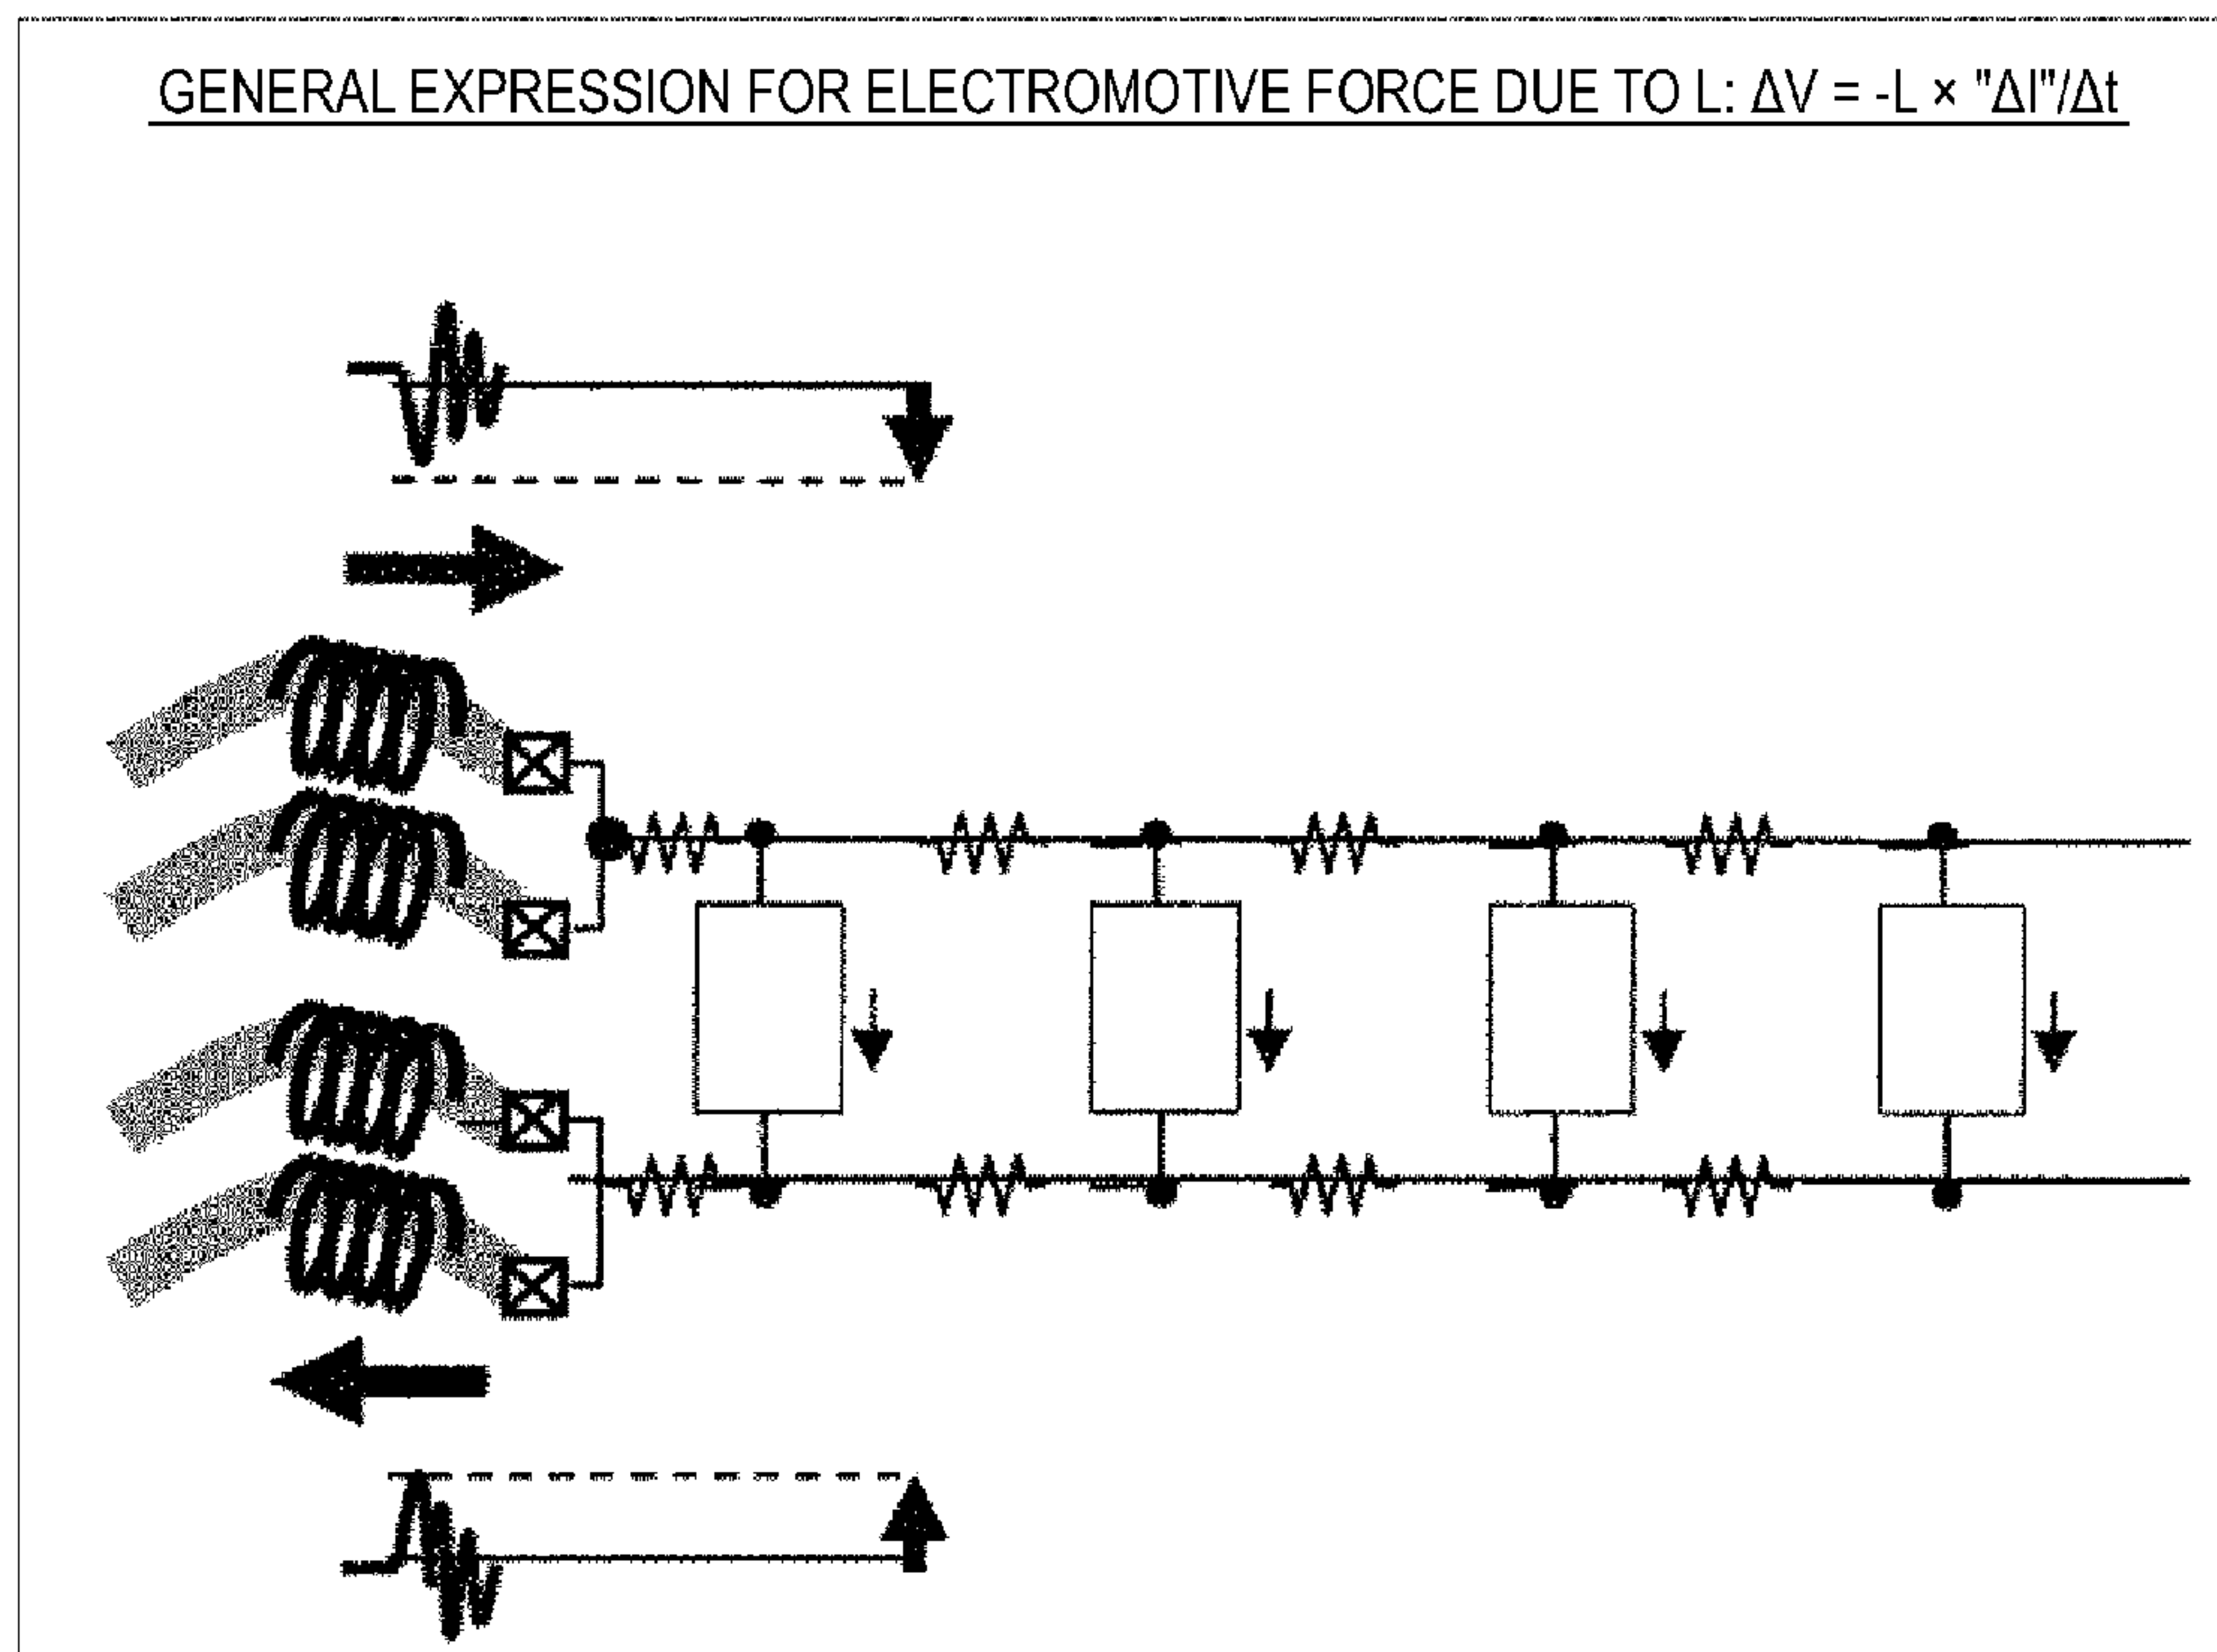 GENERAL EXPRESSION FOR ELECTROMOTIVE FORCE DUE TO L: ΔV = -L × "ΔI"/Δt